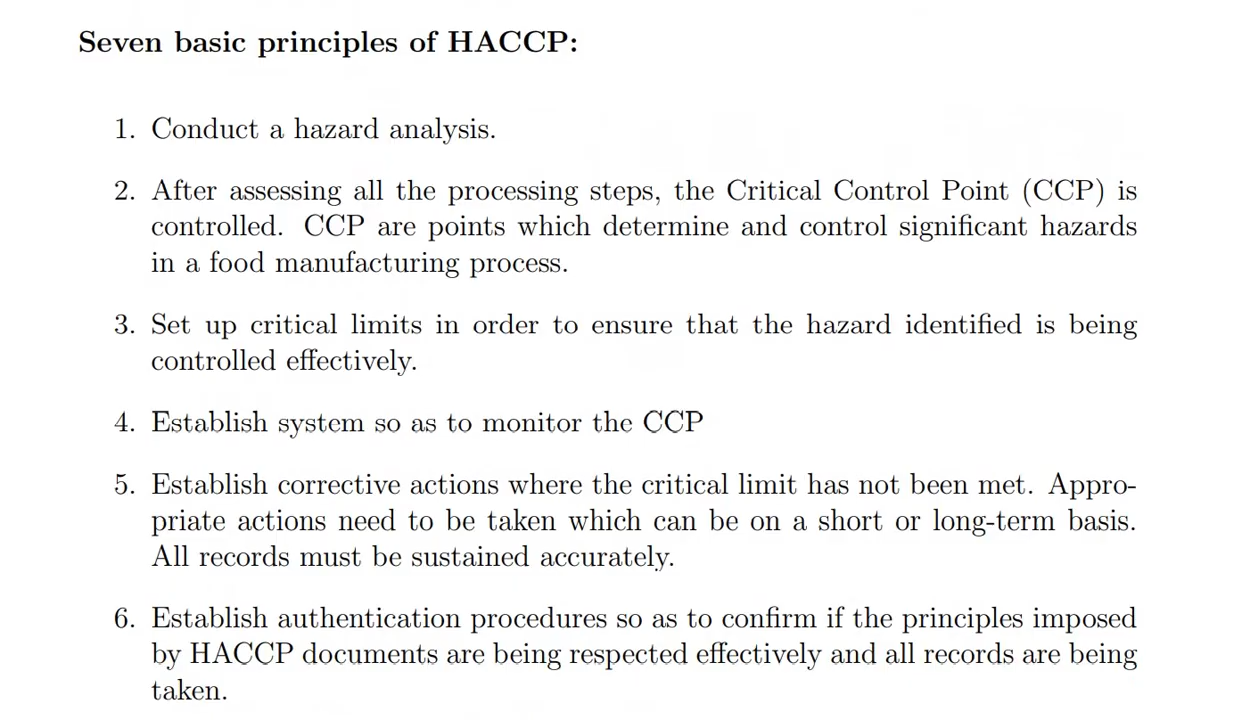 Seven basic principles of HACCP:
1. Conduct a hazard analysis.
2. After assessing all the processing steps, the Critical Control Point (CCP) is
controlled. CCP are points which determine and control significant hazards
in a food manufacturing process.
3. Set up critical limits in order to ensure that the hazard identified is being
controlled effectively.
4. Establish system so as to monitor the CCP
5. Establish corrective actions where the critical limit has not been met. Appro-
priate actions need to be taken which can be on a short or long-term basis.
All records must be sustained accurately.
6. Establish authentication procedures so as to confirm if the principles imposed
by HACCP documents are being respected effectively and all records are being
taken.